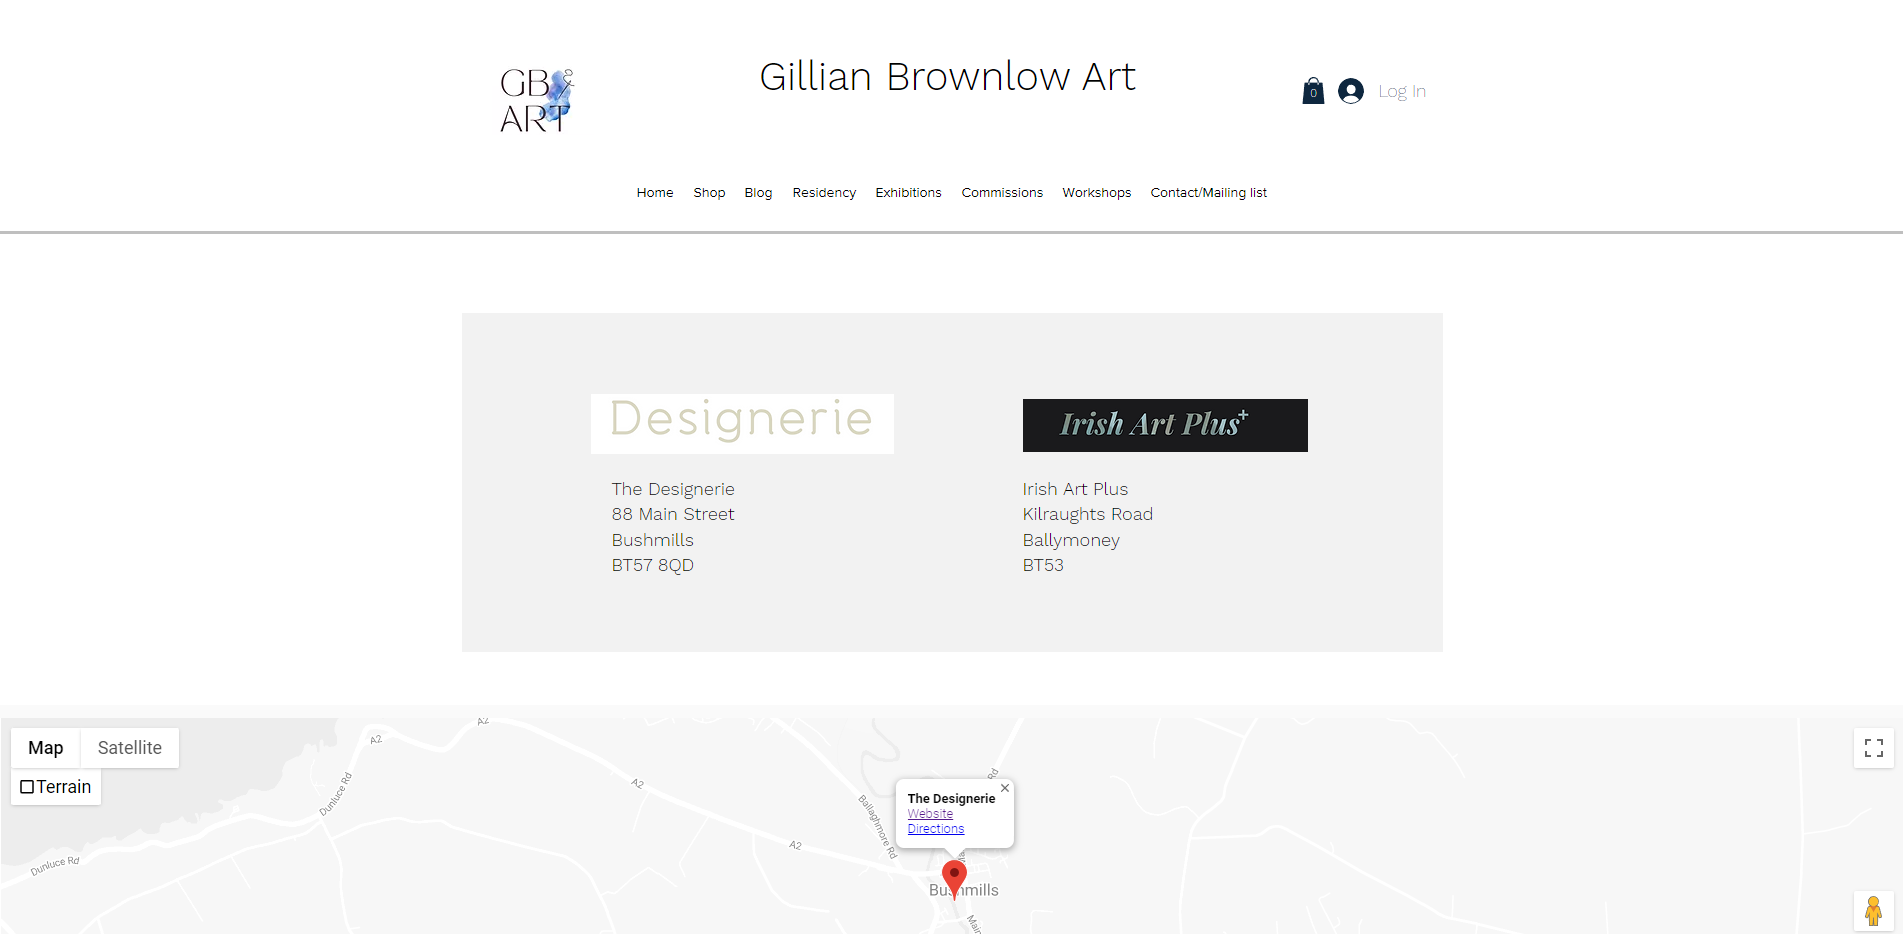 GB
ART
Gillian Brownlow Art
0
Log In
Home
Shop
Blog
Residency
Exhibitions
Commissions
Workshops
Contact/Mailing list
Designerie
The Designerie
88 Main Street
Bushmills
BT57 8QD
Irish Art Plus+
Irish Art Plus
Kilraughts Road
Ballymoney
BT53
Map
Satellite
Terrain
A2
A2
Dunluce Rd
A2
Rd
Ballaghmore Rd
The Designerie
Website
Directions
A2
Dunluce Rd
Bushmills
Main